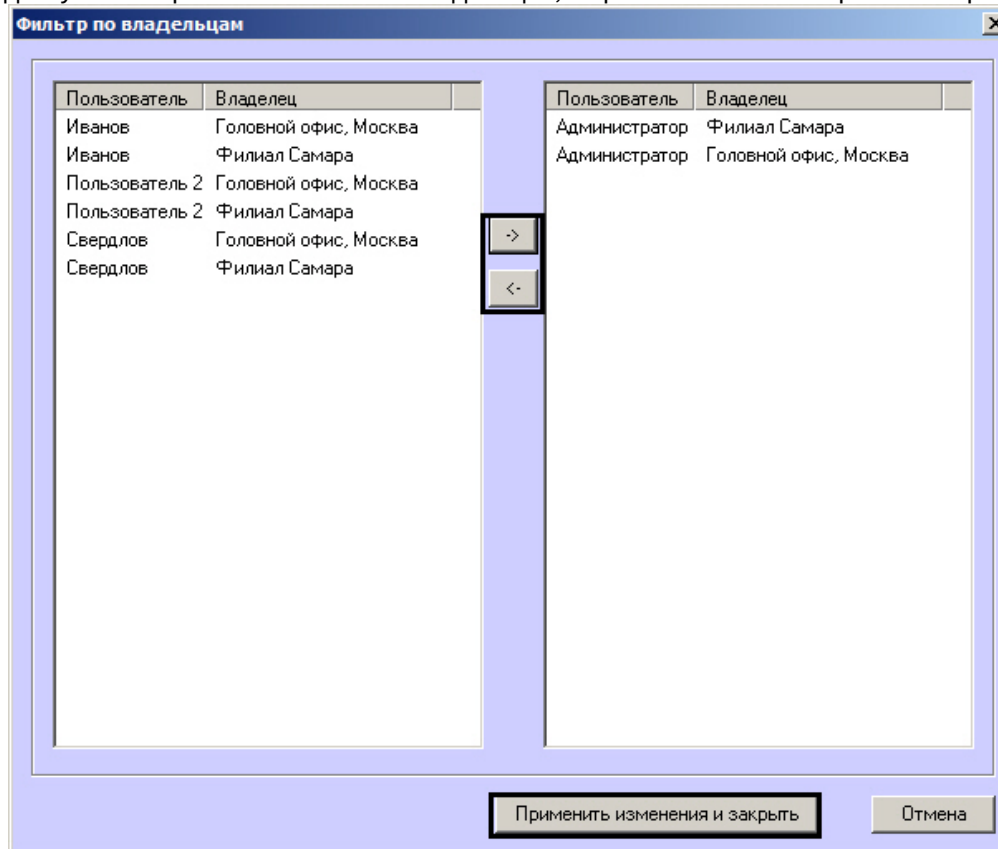 Фильтр по владельцам
Пользователь Владелец
Иванов Головной офис, Москва
Иванов Филиал Самара
Пользователь 2 Головной офис, Москва
Пользователь 2 Филиал Самара
Свердлов Головной офис, Москва
Свердлов Филиал Самара
->
<-
Пользователь Владелец
Администратор Филиал Самара
Администратор Головной офис, Москва
Применить изменения и закрыть
Отмена